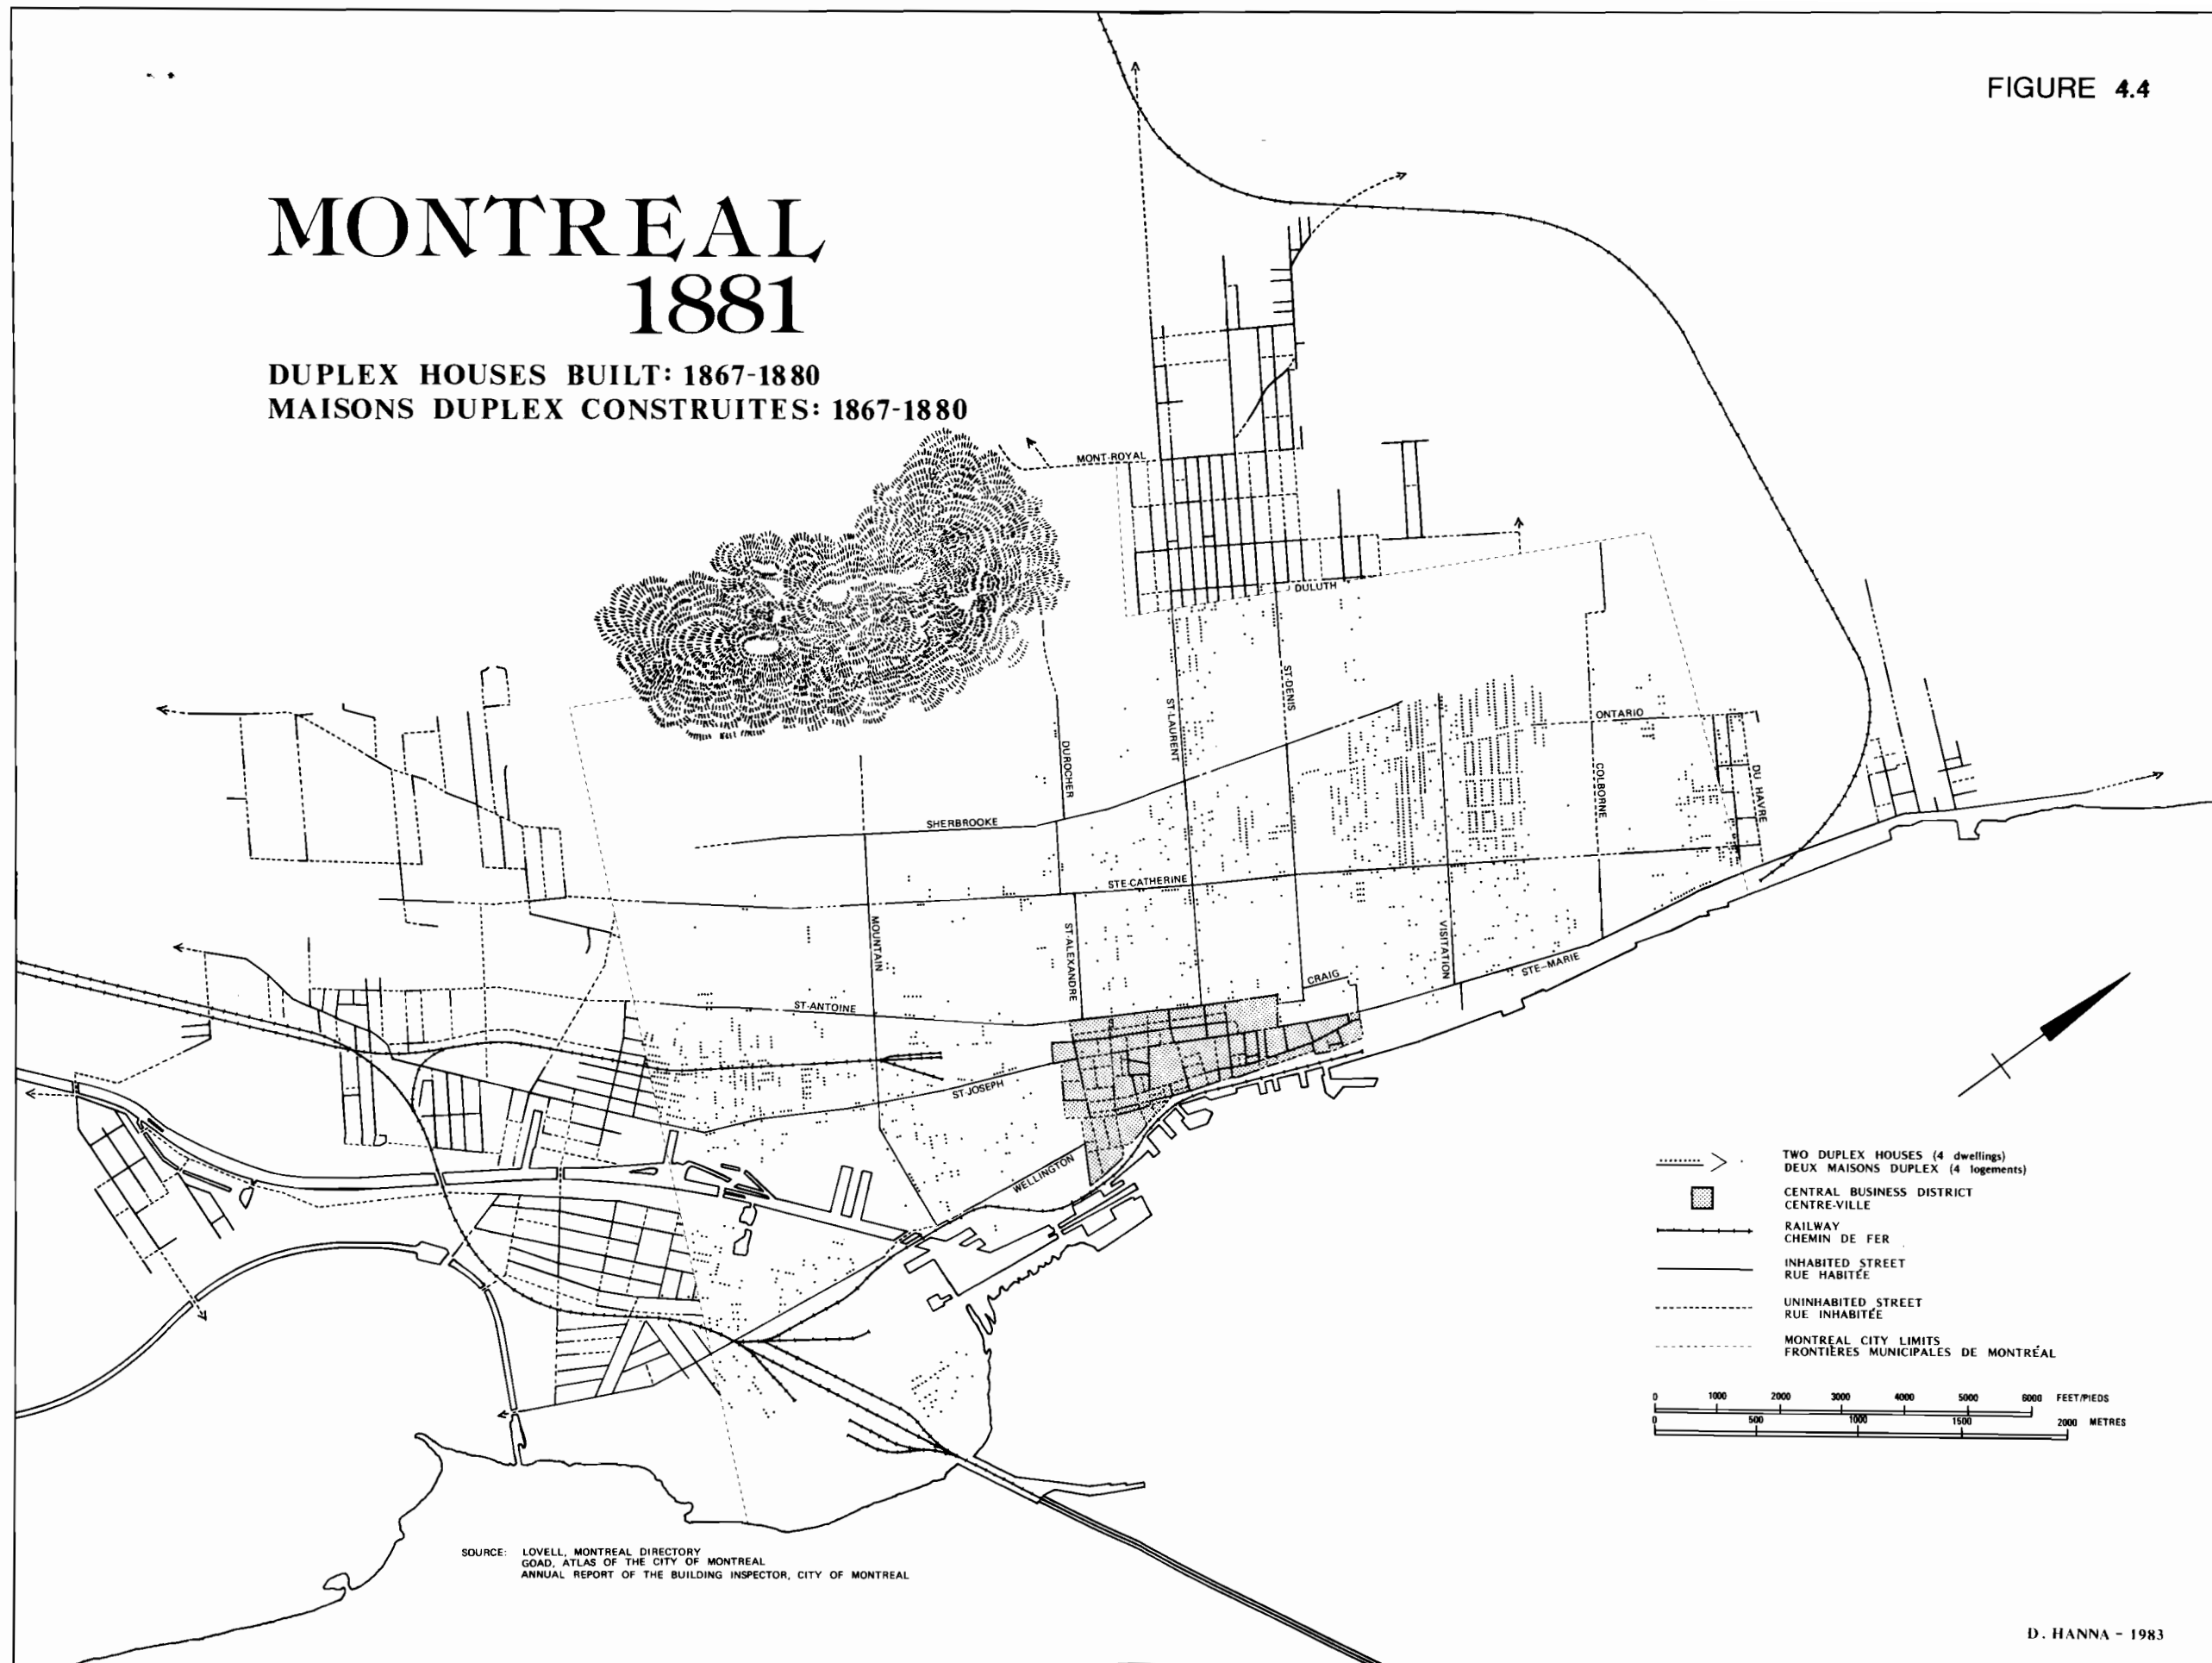 FIGURE 4.4
MONTREAL
1881
DUPLEX HOUSES BUILT: 1867-1880
MAISONS DUPLEX CONSTRUITES: 1867-1880
MONT-ROYAL
DULUTH
ST-DENIS
ST-LAURENT
ONTARIO
DUROCHER
COLBORNE
DU HAVRE
SHERBROOKE
STE-CATHERINE
MOUNTAIN
ST-ALEXANDRE
VISITATION
STE-MARIE
CRAIG
ST-ANTOINE
ST-JOSEPH
WELLINGTON
TWO DUPLEX HOUSES (4 dwellings)
DEUX MAISONS DUPLEX (4 logements)
CENTRAL BUSINESS DISTRICT
CENTRE-VILLE
RAILWAY
CHEMIN DE FER
INHABITED STREET
RUE HABITÉE
UNINHABITED STREET
RUE INHABITÉE
MONTREAL CITY LIMITS
FRONTIÈRES MUNICIPALES DE MONTRÉAL
0 1000 2000 3000 4000 5000 6000 FEET/PIEDS
0 500 1000 1500 2000 METRES
SOURCE: LOVELL, MONTREAL DIRECTORY
GOAD, ATLAS OF THE CITY OF MONTREAL
ANNUAL REPORT OF THE BUILDING INSPECTOR, CITY OF MONTREAL
D. HANNA - 1983